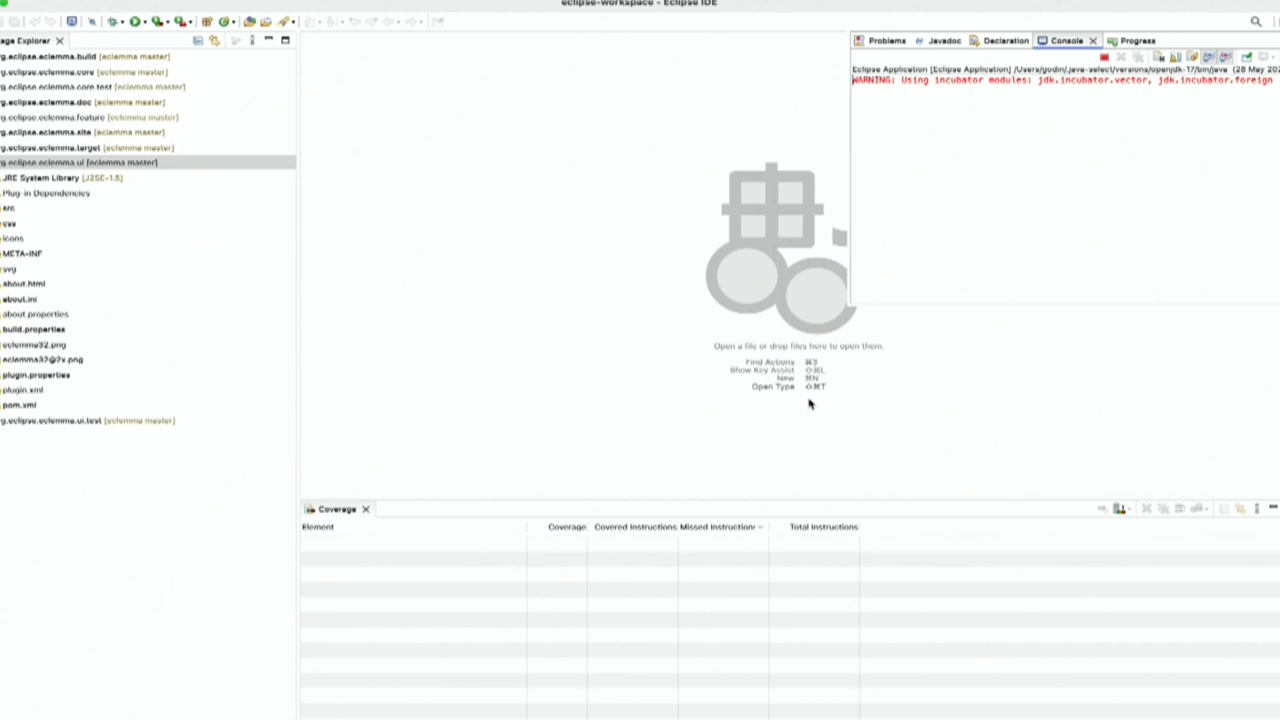 eclipse-workspace - Eclipse IDE
age Explorer
g.eclipse.eclemma.build [eclemma master]
g.eclipse.eclemma.core [eclemma master]
g.eclipse.eclemma.core.test [eclemma master]
g.eclipse.eclemma.doc [eclemma master]
g.eclipse.eclemma.feature [eclemma master]
g.eclipse.eclemma.site [eclemma master]
g.eclipse.eclemma.target [eclemma master]
g.eclipse.eclemma.ui [eclemma master]
JRE System Library [J2SE-1.5]
Plug-in Dependencies
src
css
icons
META-INF
svg
about.html
about.ini
about.properties
build.properties
eclemma32.png
eclemma32@2x.png
plugin.properties
plugin.xml
pom.xml
g.eclipse.eclemma.ui.test [eclemma master]
Open a file or drop files here to open them.
Find Actions ⌘3
Show Key Assist ⇧⌘L
New ⌘N
Open Type ⇧⌘T
Problems Javadoc Declaration Console Progress
Eclipse Application [Eclipse Application] /Users/godin/.java-select/versions/openjdk-17/bin/java (28 May 202
WARNING: Using incubator modules: jdk.incubator.vector, jdk.incubator.foreign
Coverage
Element Coverage Covered Instructions Missed Instructions Total Instructions